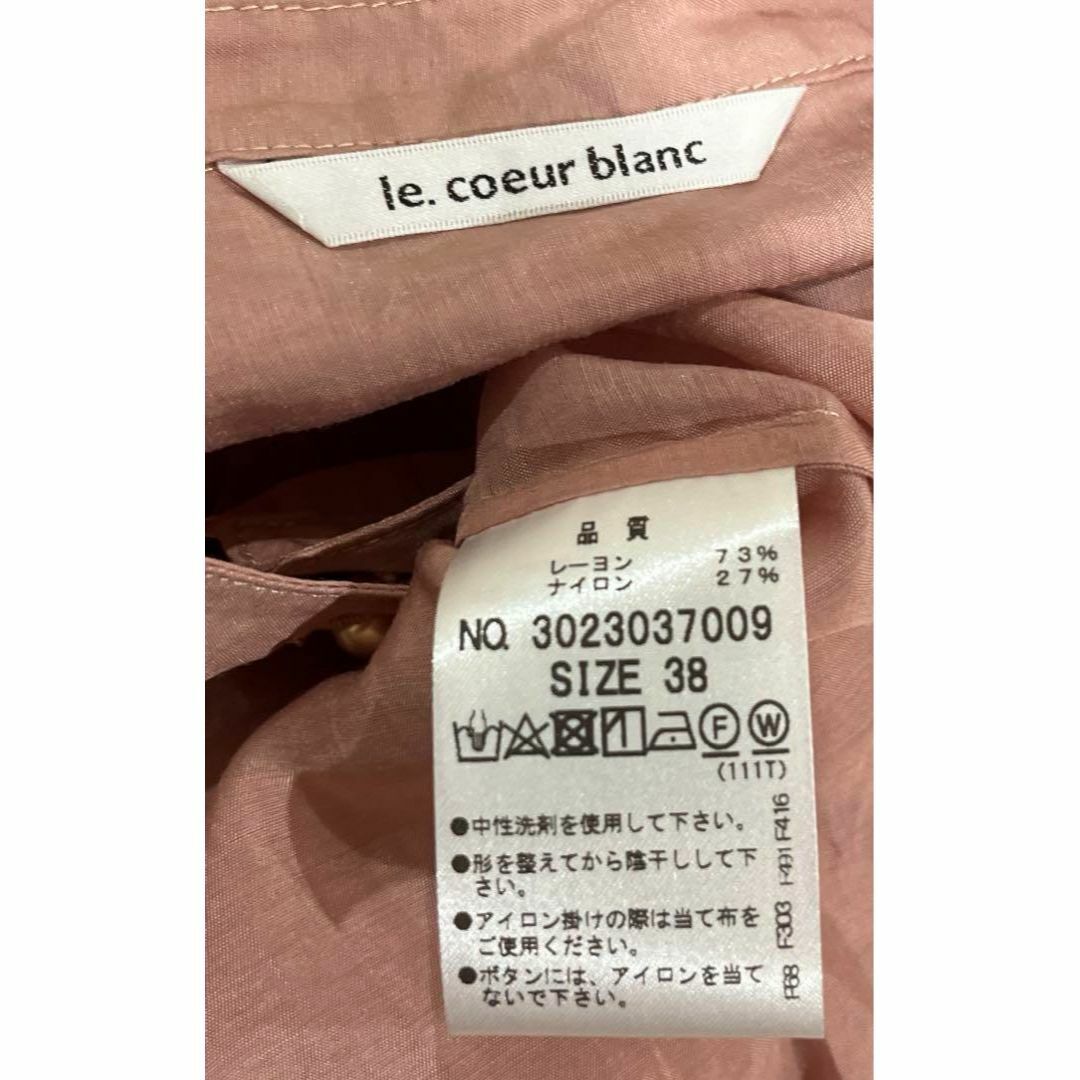 le. coeur blanc
品質
レーヨン 73%
ナイロン 27%
NO. 3023037009
SIZE 38
F W
(111T)
●中性洗剤を使用して下さい。
●形を整えてから陰干しして下
さい。
●アイロン掛けの際は当て布を
ご使用ください。
●ボタンには、アイロンを当て
ないで下さい。
F68 F303 F491 F416